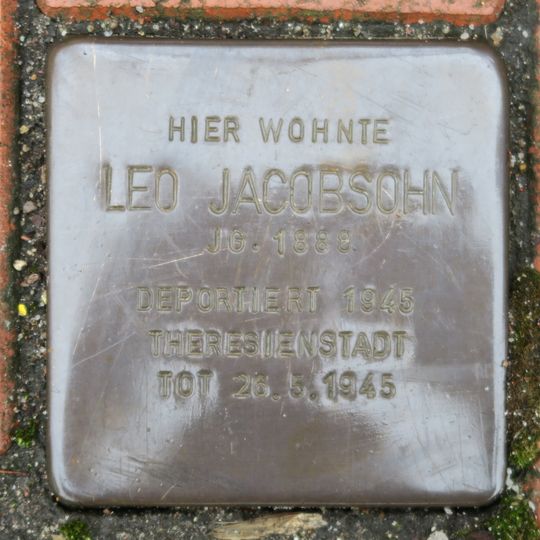 HIER WOHNTE
LEO JACOBSOHN
JG. 1888
DEPORTIERT 1945
THERESIENSTADT
TOT 26.5.1945